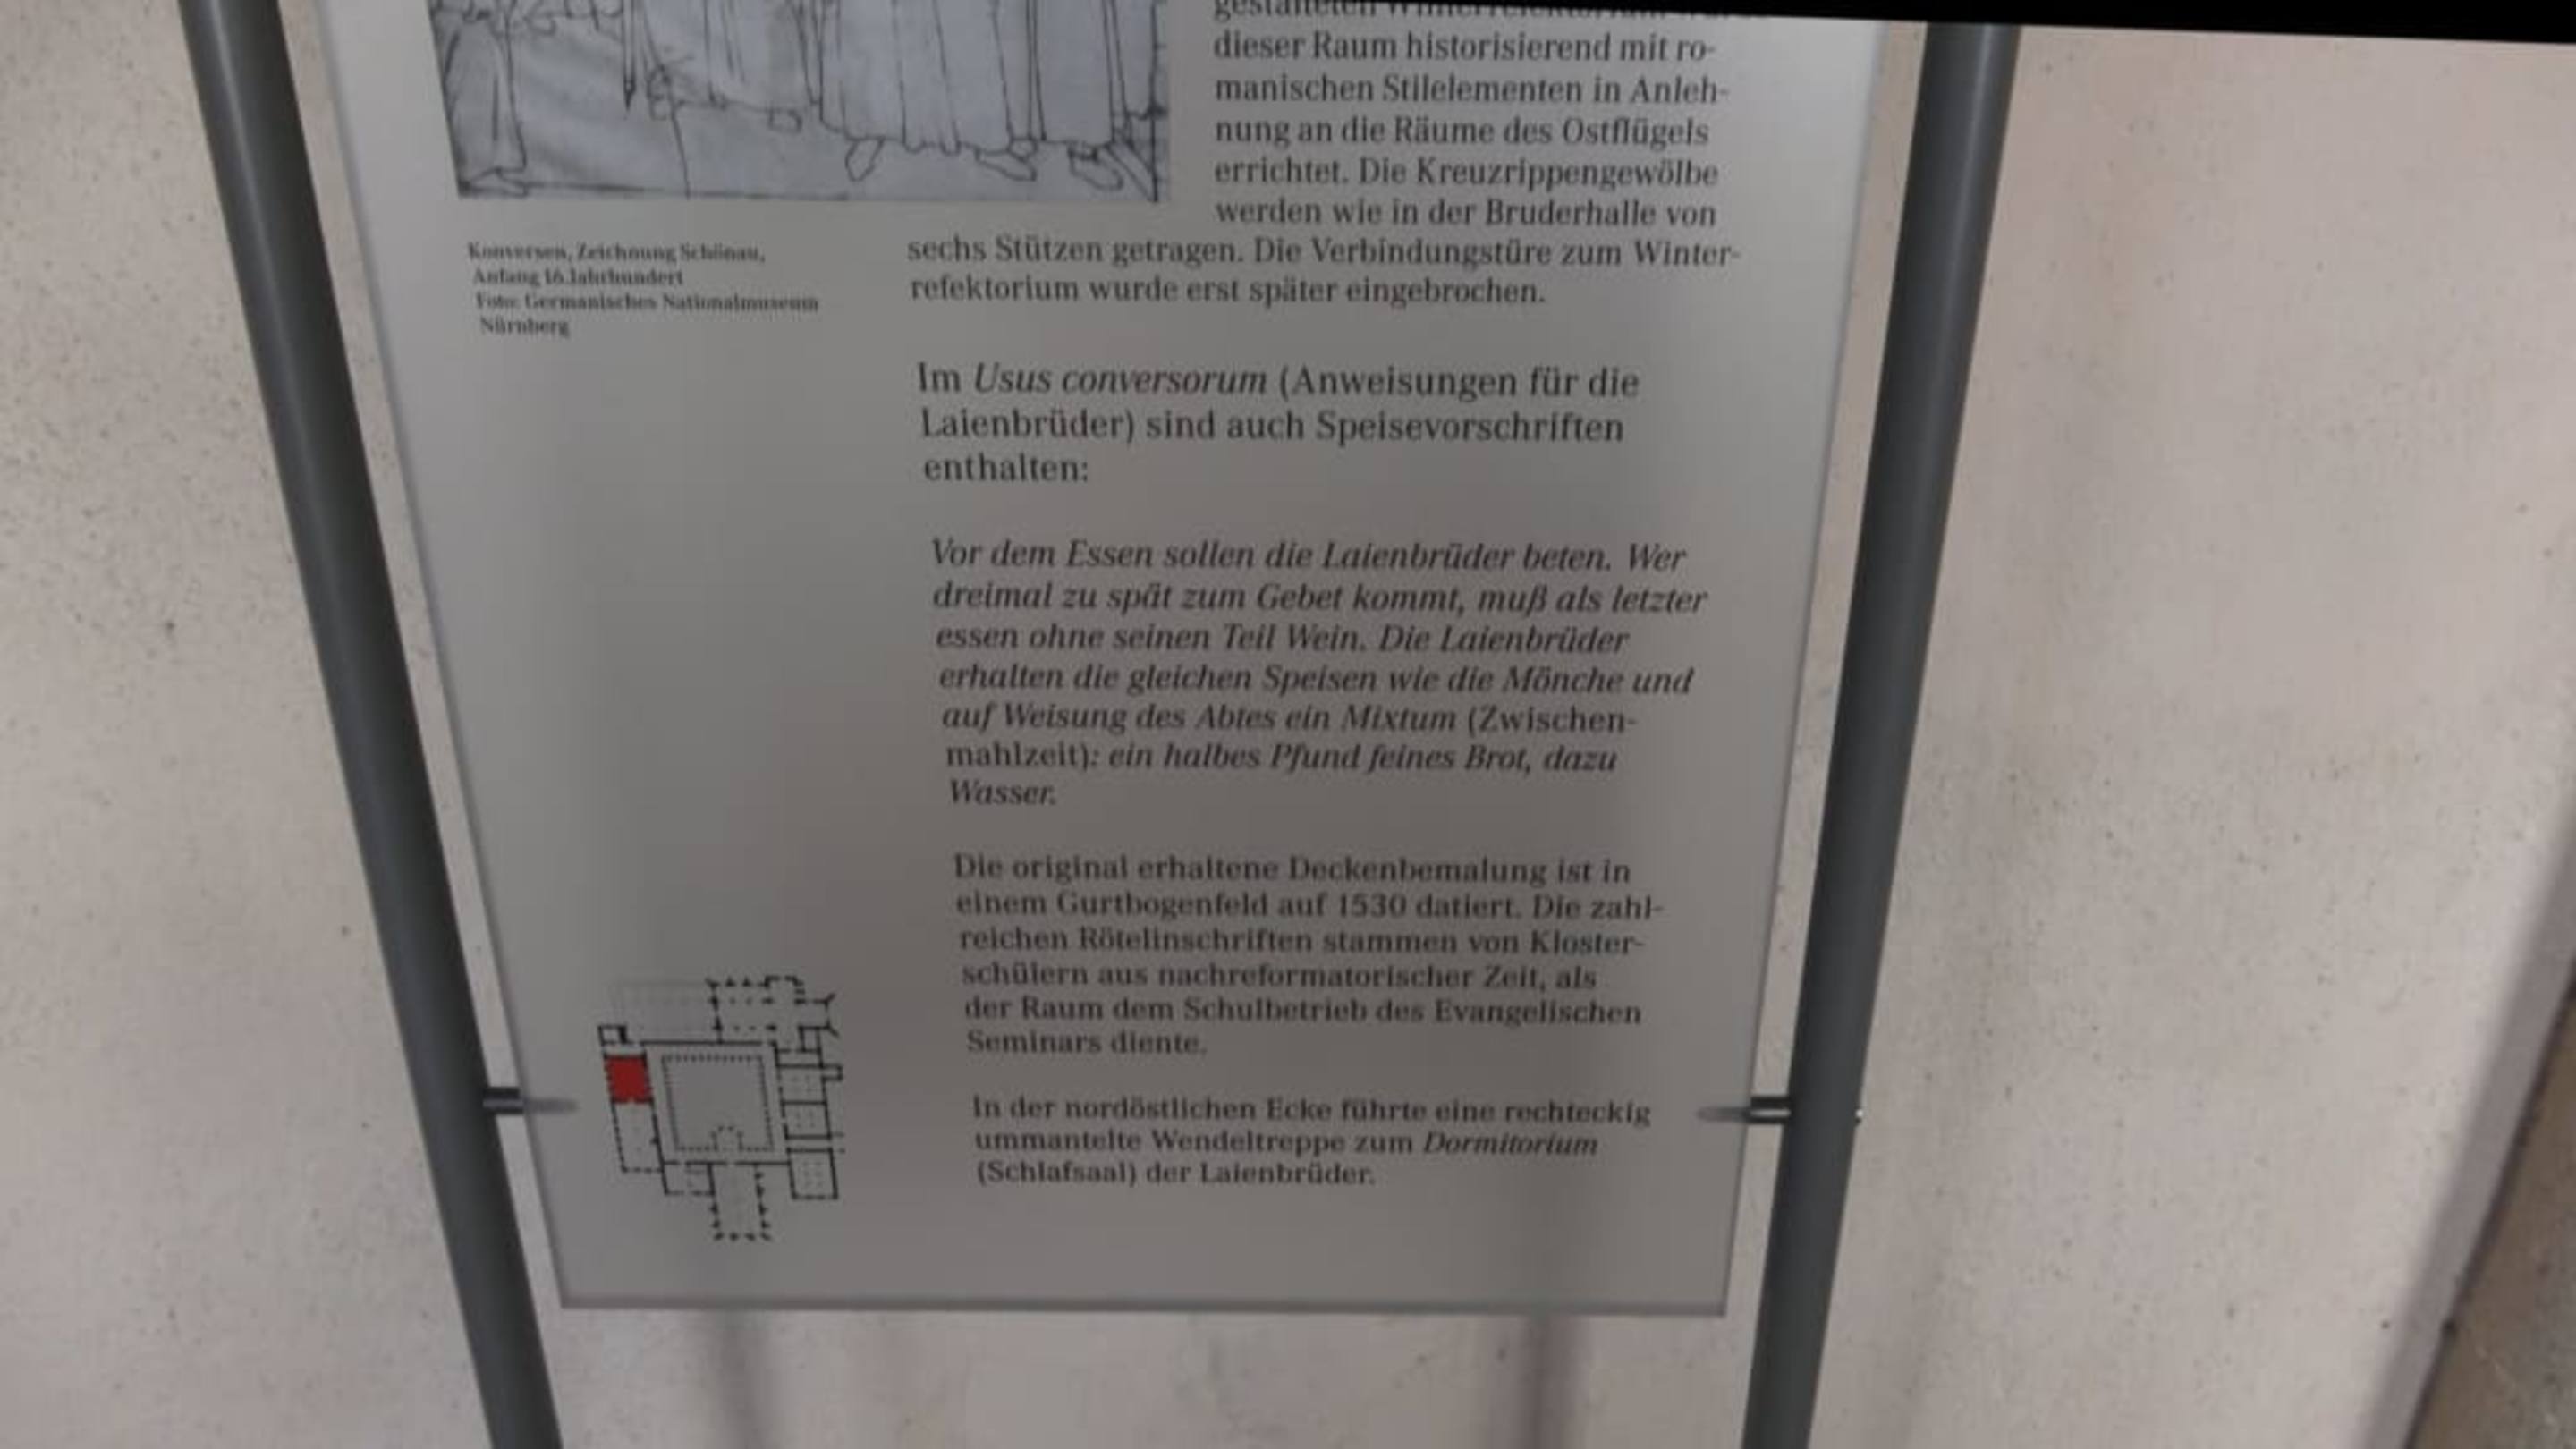 gestalteten Winterrefektorium
dieser Raum historisierend mit ro-
manischen Stilelementen in Anleh-
nung an die Räume des Ostflügels
errichtet. Die Kreuzrippengewölbe
werden wie in der Bruderhalle von
sechs Stützen getragen. Die Verbindungstüre zum Winter-
refektorium wurde erst später eingebrochen.
Konversen, Zeichnung Schönau,
Anfang 16. Jahrhundert
Foto: Germanisches Nationalmuseum
Nürnberg
Im Usus conversorum (Anweisungen für die
Laienbrüder) sind auch Speisevorschriften
enthalten:
Vor dem Essen sollen die Laienbrüder beten. Wer
dreimal zu spät zum Gebet kommt, muß als letzter
essen ohne seinen Teil Wein. Die Laienbrüder
erhalten die gleichen Speisen wie die Mönche und
auf Weisung des Abtes ein Mixtum (Zwischen-
mahlzeit): ein halbes Pfund feines Brot, dazu
Wasser.
Die original erhaltene Deckenbemalung ist in
einem Gurtbogenfeld auf 1530 datiert. Die zahl-
reichen Rötelinschriften stammen von Kloster-
schülern aus nachreformatorischer Zeit, als
der Raum dem Schulbetrieb des Evangelischen
Seminars diente.
In der nordöstlichen Ecke führte eine rechteckig
ummantelte Wendeltreppe zum Dormitorium
(Schlafsaal) der Laienbrüder.